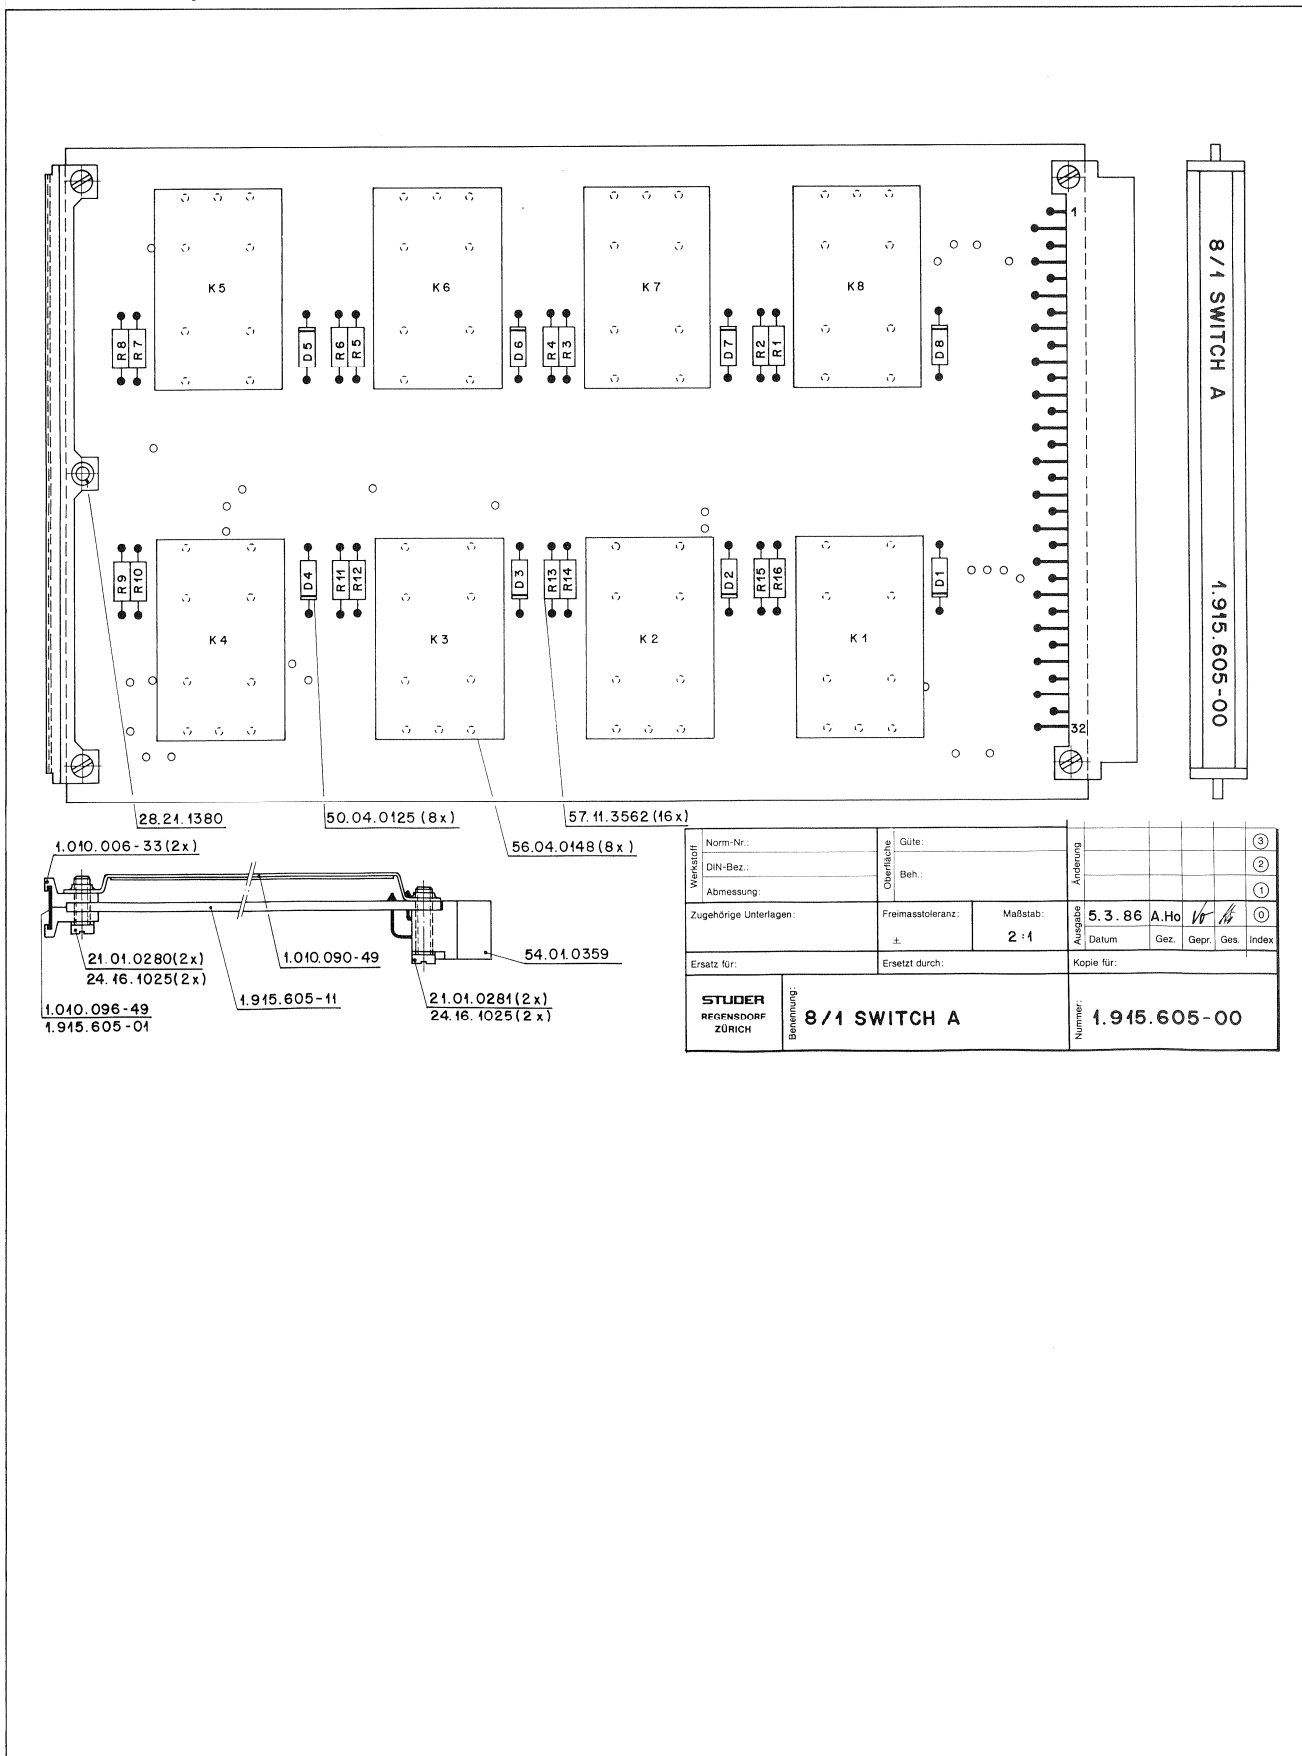 1
K5
K6
K7
K8
8/1 SWITCH A
R8
R7
D5
R6
R5
D6
R4
R3
D7
R2
R1
D8
R9
R10
D4
R11
R12
D3
R13
R14
D2
R15
R16
D1
K4
K3
K2
K1
1.915.605-00
32
28.21.1380
50.04.0125 (8x)
57.11.3562 (16x)
56.04.0148 (8x)
1.010.006-33 (2x)
21.01.0280 (2x)
24.16.1025 (2x)
1.010.090-49
54.01.0359
1.915.605-11
21.01.0281 (2x)
24.16.1025 (2x)
1.010.096-49
1.915.605-01
Werkstoff
Norm-Nr.:
DIN-Bez.:
Abmessung:
Oberfläche
Güte:
Beh.:
Änderung
3
2
1
Zugehörige Unterlagen:
Freimasstoleranz:
±
Maßstab:
2:1
Ausgabe
5.3.86 A.Ho 0
Datum Gez. Gepr. Ges. Index
Ersatz für:
Ersetzt durch:
Kopie für:
STUDER
REGENSDORF
ZÜRICH
Benennung:
8/1 SWITCH A
Nummer:
1.915.605-00